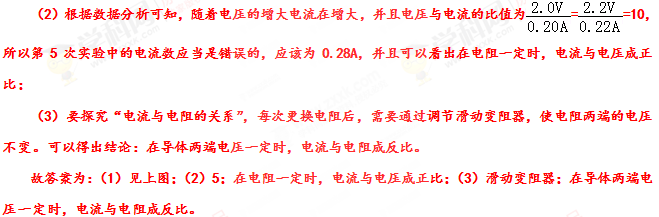 (2)根据数据分析可知，随着电压的增大电流在增大，并且电压与电流的比值为2.0V/0.20A=2.2V/0.22A=10，
所以第 5 次实验中的电流数应当是错误的，应该为 0.28A，并且可以看出在电阻一定时，电流与电压成正
比；
(3)要探究“电流与电阻的关系”，每次更换电阻后，需要通过调节滑动变阻器，使电阻两端的电压
不变。可以得出结论：在导体两端电压一定时，电流与电阻成反比。
故答案为：(1)见上图；(2)5；在电阻一定时，电流与电压成正比；(3)滑动变阻器；在导体两端电
压一定时，电流与电阻成反比。